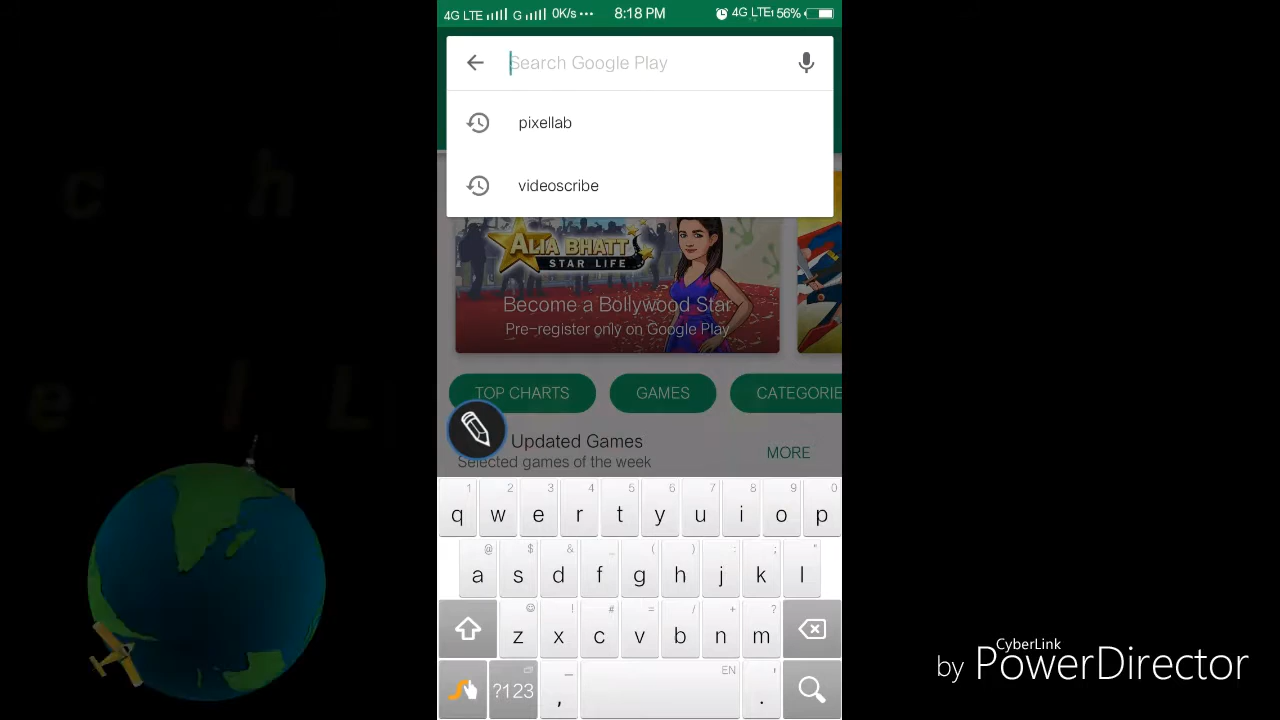 4G LTE G 0K/s ··· 8:18 PM 4G LTE1 56%
Search Google Play
pixellab
videoscribe
ALIA BHATT
STAR LIFE
Become a Bollywood Star
Pre-register only on Google Play
TOP CHARTS GAMES CATEGORIE
Updated Games MORE
Selected games of the week
1 2 3 4 5 6 7 8 9 0
q w e r t y u i o p
@ $ & _ ( ) : ; "
a s d f g h j k l
☺ ! # = / + ?
z x c v b n m
EN '
?123 , .
c h
e l L
CyberLink
by PowerDirector